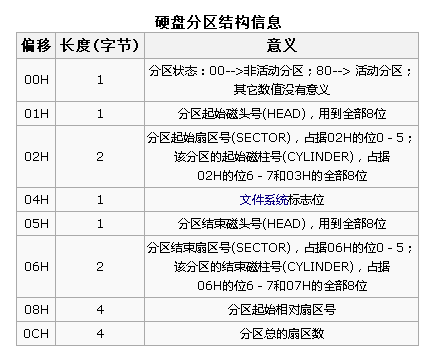 硬盘分区结构信息
偏移 长度(字节) 意义
00H 1 分区状态：00-->非活动分区；80--> 活动分区；
其它数值没有意义
01H 1 分区起始磁头号(HEAD)，用到全部8位
02H 2 分区起始扇区号(SECTOR)，占据02H的位0－5；
该分区的起始磁柱号(CYLINDER)，占据
02H的位6－7和03H的全部8位
04H 1 文件系统标志位
05H 1 分区结束磁头号(HEAD)，用到全部8位
06H 2 分区结束扇区号(SECTOR)，占据06H的位0－5；
该分区的结束磁柱号(CYLINDER)，占据
06H的位6－7和07H的全部8位
08H 4 分区起始相对扇区号
0CH 4 分区总的扇区数